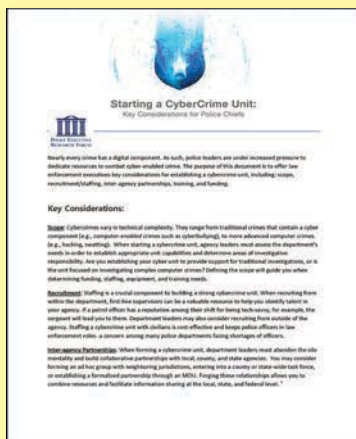 Starting a CyberCrime Unit:
Key Considerations for Police Chiefs
POLICE EXECUTIVE
RESEARCH FORUM
Nearly every crime has a digital component. As such, police leaders are under increased pressure to
dedicate resources to combat cyber-enabled crime. The purpose of this document is to offer law
enforcement executives key considerations for establishing a cybercrime unit, including: scope,
recruitment/staffing, inter-agency partnerships, training, and funding.
Key Considerations:
Scope: Cybercrimes vary in technical complexity. They range from traditional crimes that contain a cyber
component (e.g., computer-enabled crimes such as cyberbullying), to more advanced computer crimes
(e.g., hacking, swatting). When starting a cybercrime unit, agency leaders must assess the department's
needs in order to establish appropriate unit capabilities and determine areas of investigative
responsibility. Are you establishing your cyber unit to provide support for traditional investigations, or is
the unit focused on investigating complex computer crimes? Defining the scope will guide you when
determining funding, staffing, equipment, and training needs.
Recruitment: Staffing is a crucial component to building a strong cybercrime unit. When recruiting from
within the department, first line supervisors can be a valuable resource to help you identify talent in
your agency. If a patrol officer has a reputation among their shift for being tech-savvy, for example, the
sergeant will lead you to them. Department leaders may also consider recruiting from outside of the
agency. Staffing a cybercrime unit with civilians is cost-effective and keeps police officers in law
enforcement roles- a concern among many police departments facing shortages of officers.
Inter-agency Partnerships: When forming a cybercrime unit, department leaders must abandon the silo
mentality and build collaborative partnerships with local, county, and state agencies. You may consider
forming an ad hoc group with neighboring jurisdictions, entering into a county or state-wide task force,
or establishing a formalized partnership through an MOU. Forging these relationships allows you to
combine resources and facilitate information sharing at the local, state, and federal level.